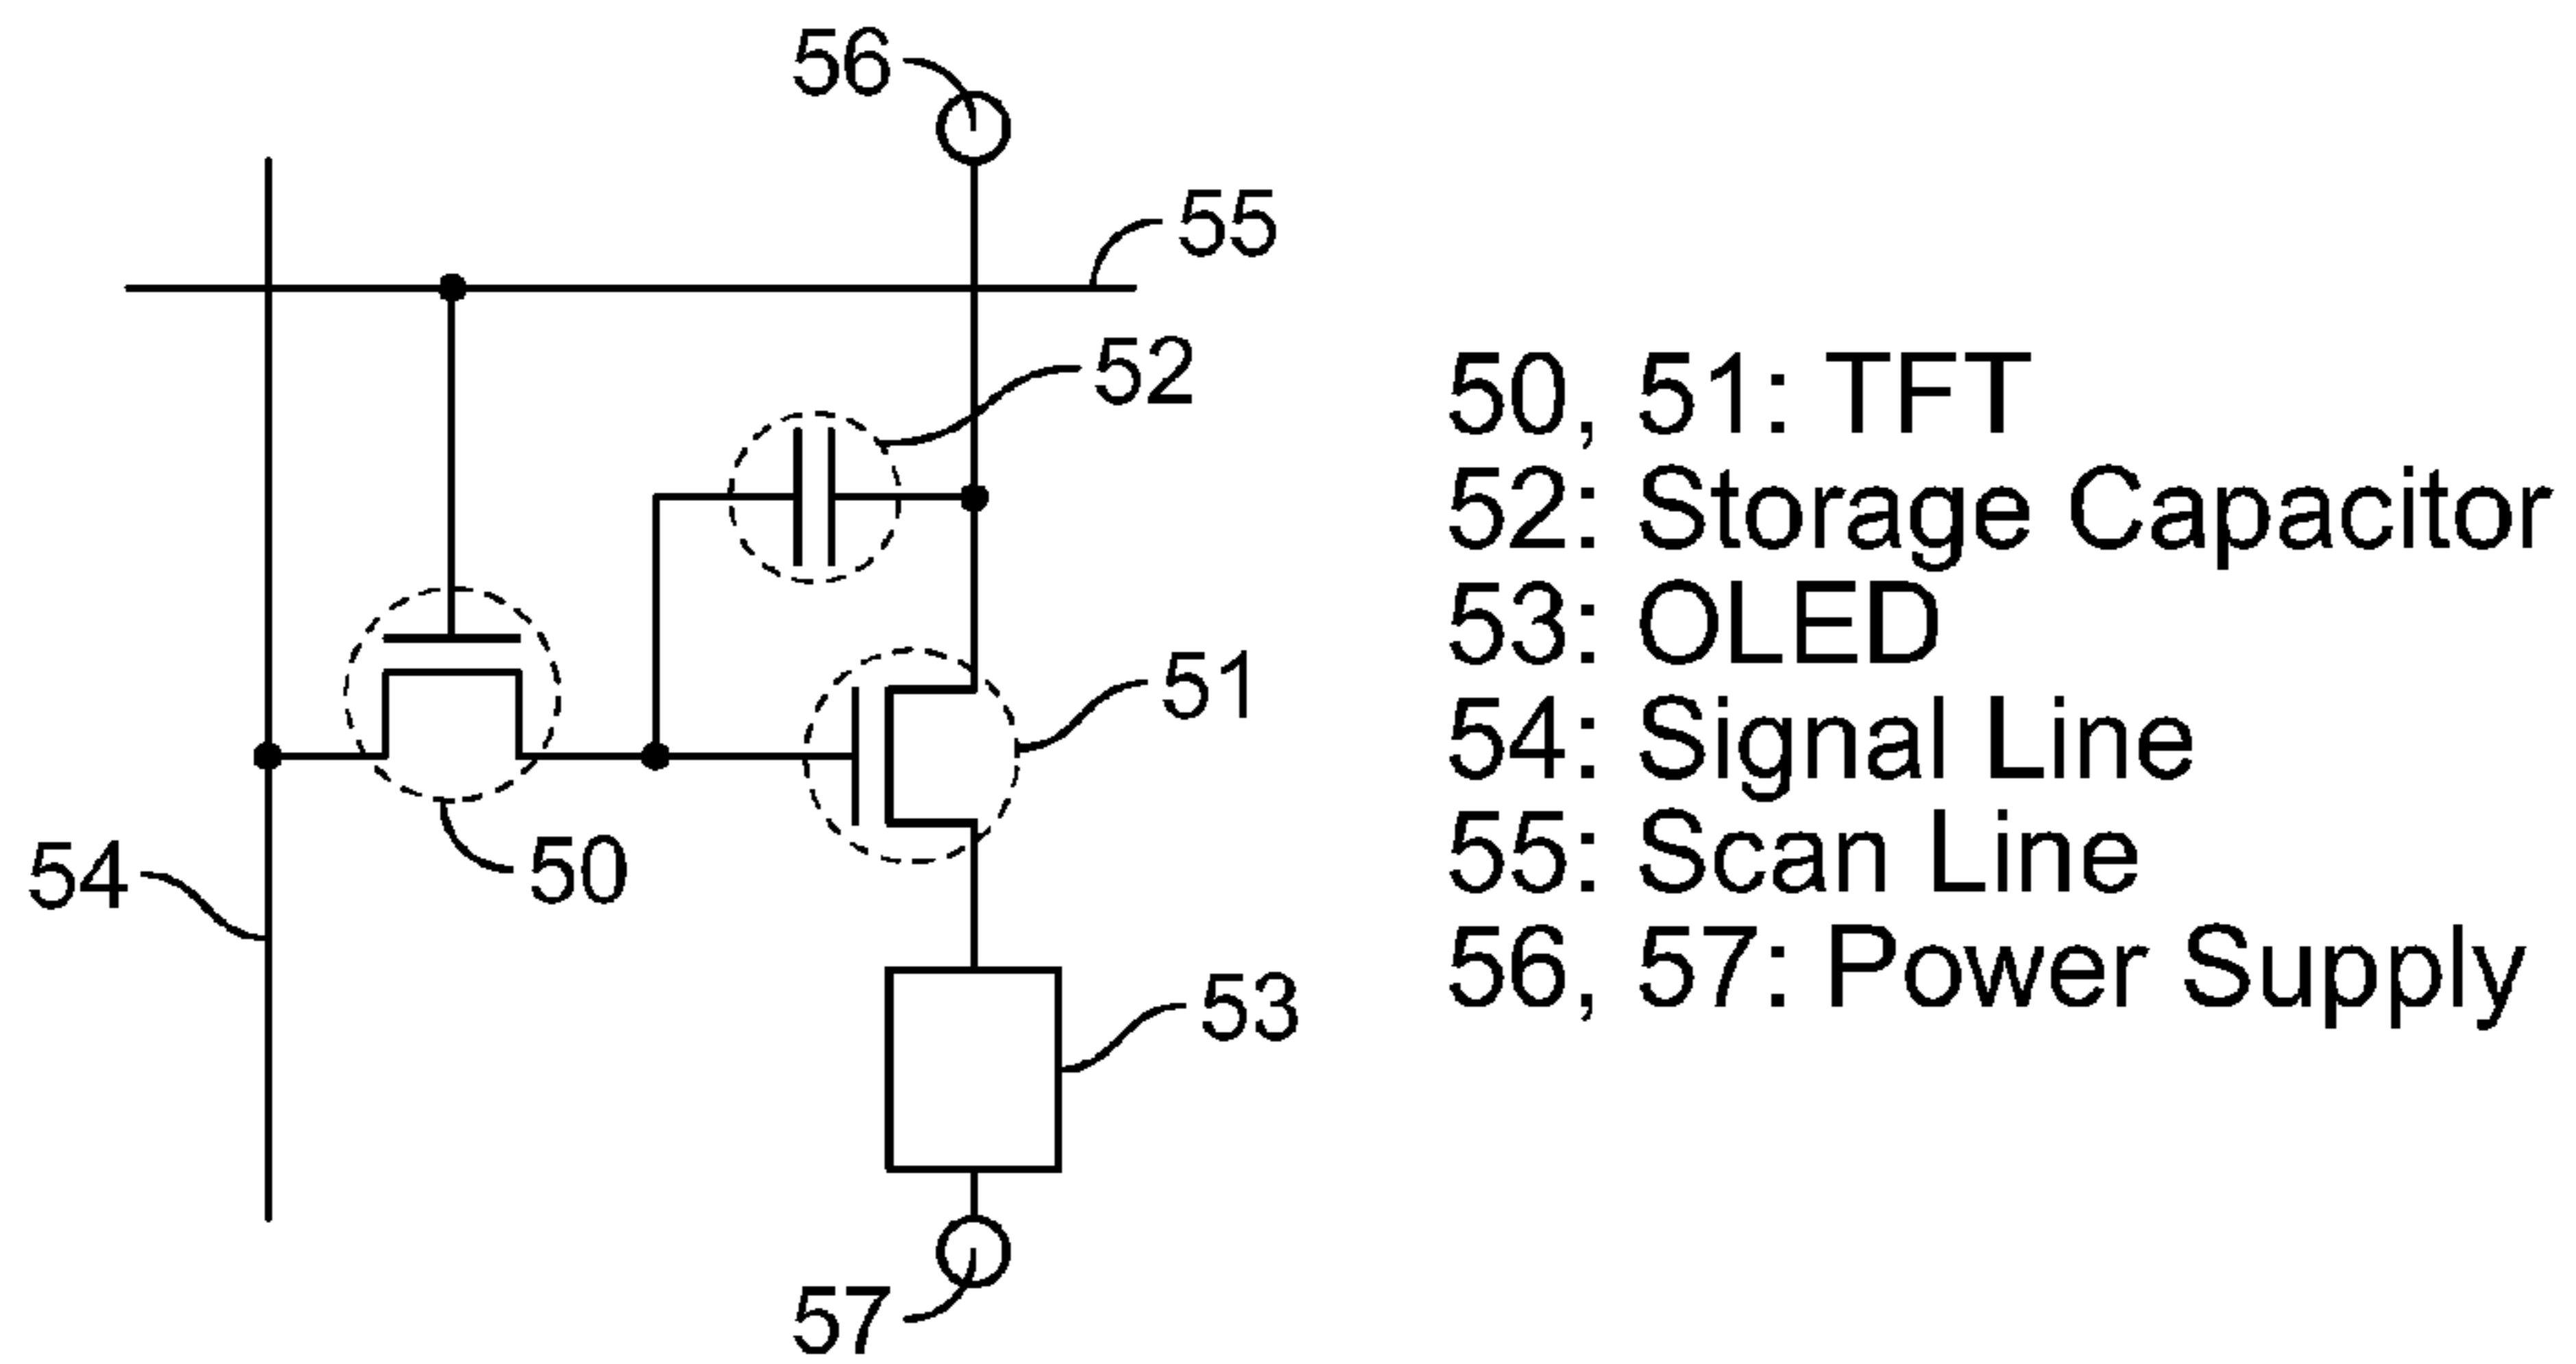 56
55
52
51
50
54
53
57
50, 51: TFT
52: Storage Capacitor
53: OLED
54: Signal Line
55: Scan Line
56, 57: Power Supply